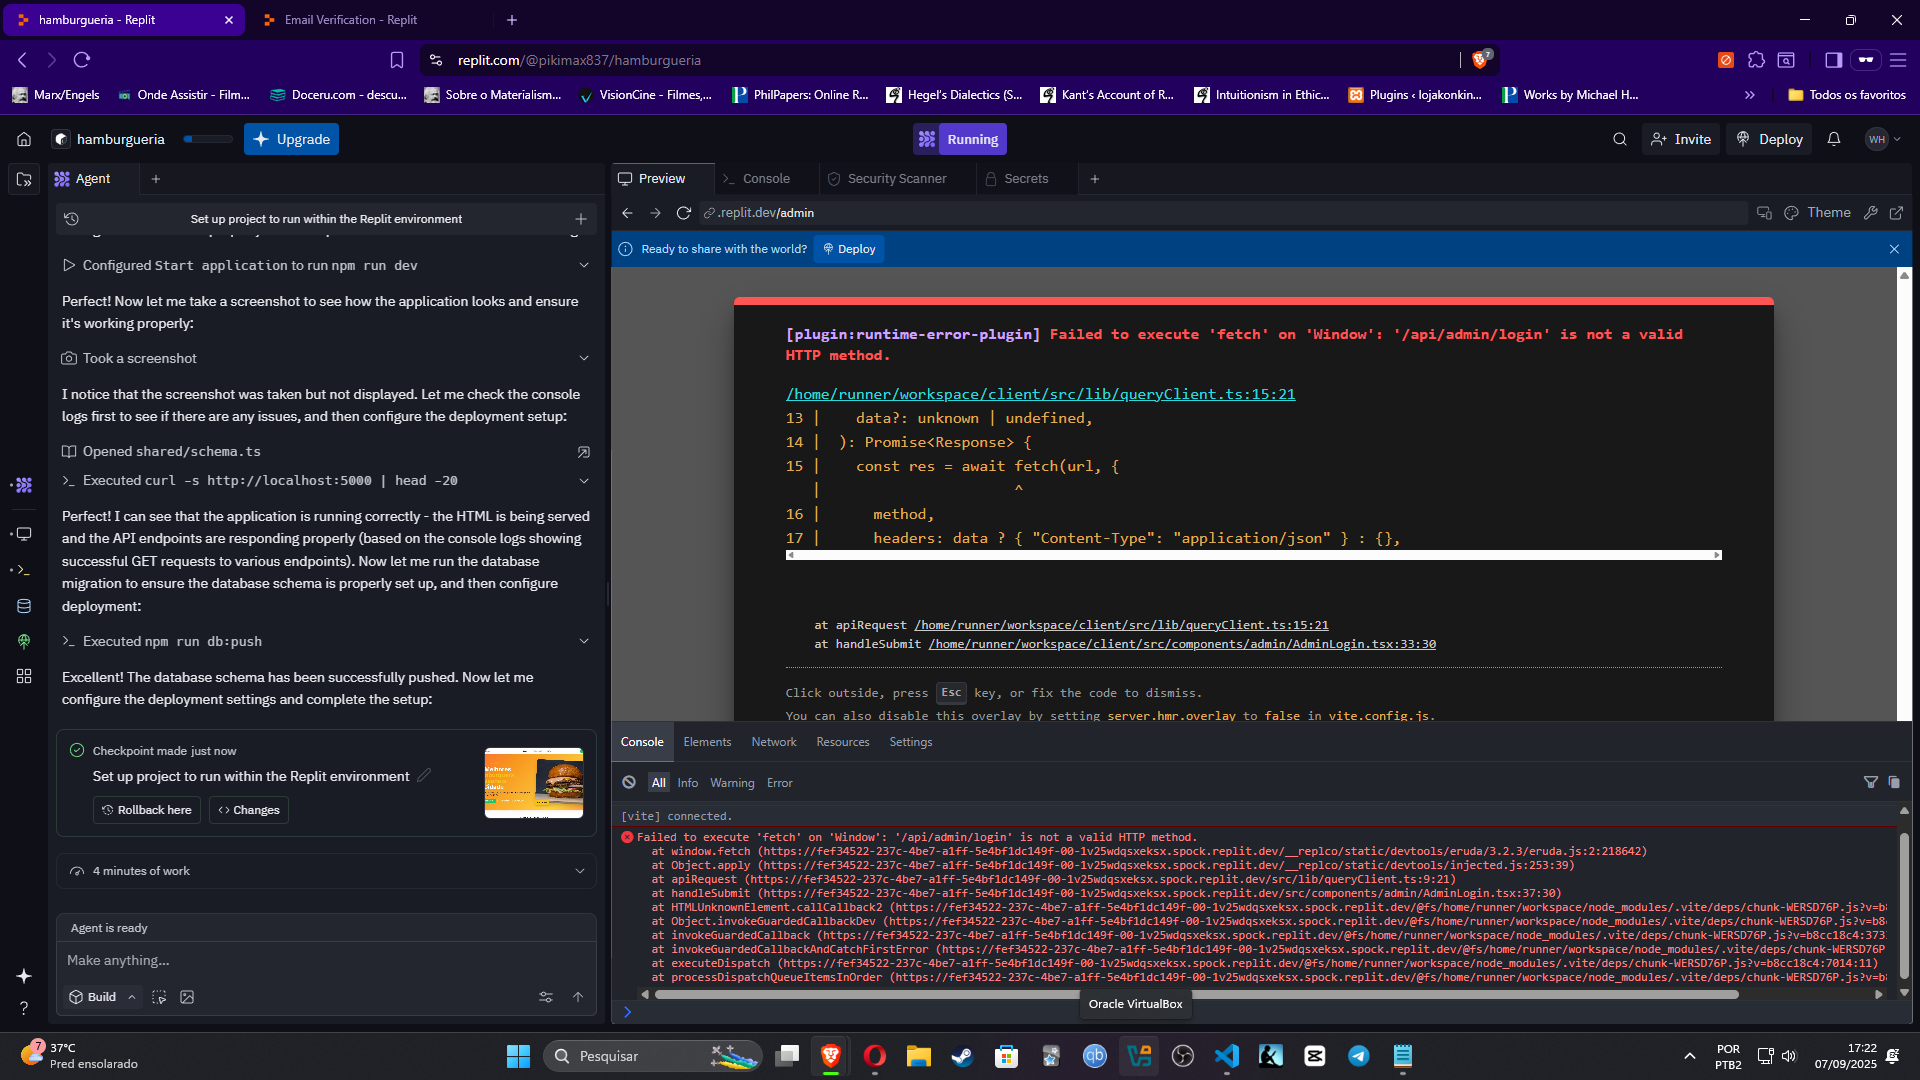 hamburgueria - Replit
Email Verification - Replit
replit.com/@pikimax837/hamburgueria
7
Marx/Engels
Onde Assistir - Film...
Doceru.com - descu...
Sobre o Materialism...
VisionCine - Filmes,...
PhilPapers: Online R...
Hegel's Dialectics (S...
Kant's Account of R...
Intuitionism in Ethic...
Plugins ‹ lojakonkin...
Works by Michael H...
Todos os favoritos
hamburgueria
Upgrade
Running
Invite
Deploy
WH
Agent
Preview
Console
Security Scanner
Secrets
Set up project to run within the Replit environment
.replit.dev/admin
Theme
Ready to share with the world?
Deploy
Configured Start application to run npm run dev
Perfect! Now let me take a screenshot to see how the application looks and ensure
it's working properly:
Took a screenshot
I notice that the screenshot was taken but not displayed. Let me check the console
logs first to see if there are any issues, and then configure the deployment setup:
Opened shared/schema.ts
Executed curl -s http://localhost:5000 | head -20
Perfect! I can see that the application is running correctly - the HTML is being served
and the API endpoints are responding properly (based on the console logs showing
successful GET requests to various endpoints). Now let me run the database
migration to ensure the database schema is properly set up, and then configure
deployment:
Executed npm run db:push
Excellent! The database schema has been successfully pushed. Now let me
configure the deployment settings and complete the setup:
Checkpoint made just now
Set up project to run within the Replit environment
Rollback here
Changes
4 minutes of work
Agent is ready
Make anything...
Build
[plugin:runtime-error-plugin] Failed to execute 'fetch' on 'Window': '/api/admin/login' is not a valid
HTTP method.
/home/runner/workspace/client/src/lib/queryClient.ts:15:21
13 |    data?: unknown | undefined,
14 |  ): Promise<Response> {
15 |    const res = await fetch(url, {
|                      ^
16 |      method,
17 |      headers: data ? { "Content-Type": "application/json" } : {},
at apiRequest /home/runner/workspace/client/src/lib/queryClient.ts:15:21
at handleSubmit /home/runner/workspace/client/src/components/admin/AdminLogin.tsx:33:30
Click outside, press Esc key, or fix the code to dismiss.
You can also disable this overlay by setting server.hmr.overlay to false in vite.config.js.
Console
Elements
Network
Resources
Settings
All
Info
Warning
Error
[vite] connected.
Failed to execute 'fetch' on 'Window': '/api/admin/login' is not a valid HTTP method.
at window.fetch (https://fef34522-237c-4be7-a1ff-5e4bf1dc149f-00-1v25wdqsxeksx.spock.replit.dev/__replco/static/devtools/eruda/3.2.3/eruda.js:2:218642)
at Object.apply (https://fef34522-237c-4be7-a1ff-5e4bf1dc149f-00-1v25wdqsxeksx.spock.replit.dev/__replco/static/devtools/injected.js:253:39)
at apiRequest (https://fef34522-237c-4be7-a1ff-5e4bf1dc149f-00-1v25wdqsxeksx.spock.replit.dev/src/lib/queryClient.ts:9:21)
at handleSubmit (https://fef34522-237c-4be7-a1ff-5e4bf1dc149f-00-1v25wdqsxeksx.spock.replit.dev/src/components/admin/AdminLogin.tsx:37:30)
at HTMLUnknownElement.callCallback2 (https://fef34522-237c-4be7-a1ff-5e4bf1dc149f-00-1v25wdqsxeksx.spock.replit.dev/@fs/home/runner/workspace/node_modules/.vite/deps/chunk-WERSD76P.js?v=b8
at Object.invokeGuardedCallbackDev (https://fef34522-237c-4be7-a1ff-5e4bf1dc149f-00-1v25wdqsxeksx.spock.replit.dev/@fs/home/runner/workspace/node_modules/.vite/deps/chunk-WERSD76P.js?v=b8
at invokeGuardedCallback (https://fef34522-237c-4be7-a1ff-5e4bf1dc149f-00-1v25wdqsxeksx.spock.replit.dev/@fs/home/runner/workspace/node_modules/.vite/deps/chunk-WERSD76P.js?v=b8cc18c4:373
at invokeGuardedCallbackAndCatchFirstError (https://fef34522-237c-4be7-a1ff-5e4bf1dc149f-00-1v25wdqsxeksx.spock.replit.dev/@fs/home/runner/workspace/node_modules/.vite/deps/chunk-WERSD76P
at executeDispatch (https://fef34522-237c-4be7-a1ff-5e4bf1dc149f-00-1v25wdqsxeksx.spock.replit.dev/@fs/home/runner/workspace/node_modules/.vite/deps/chunk-WERSD76P.js?v=b8cc18c4:7014:11)
at processDispatchQueueItemsInOrder (https://fef34522-237c-4be7-a1ff-5e4bf1dc149f-00-1v25wdqsxeksx.spock.replit.dev/@fs/home/runner/workspace/node_modules/.vite/deps/chunk-WERSD76P.js?v=b8
Oracle VirtualBox
7
37°C
Pred ensolarado
Pesquisar
POR
PTB2
17:22
07/09/2025